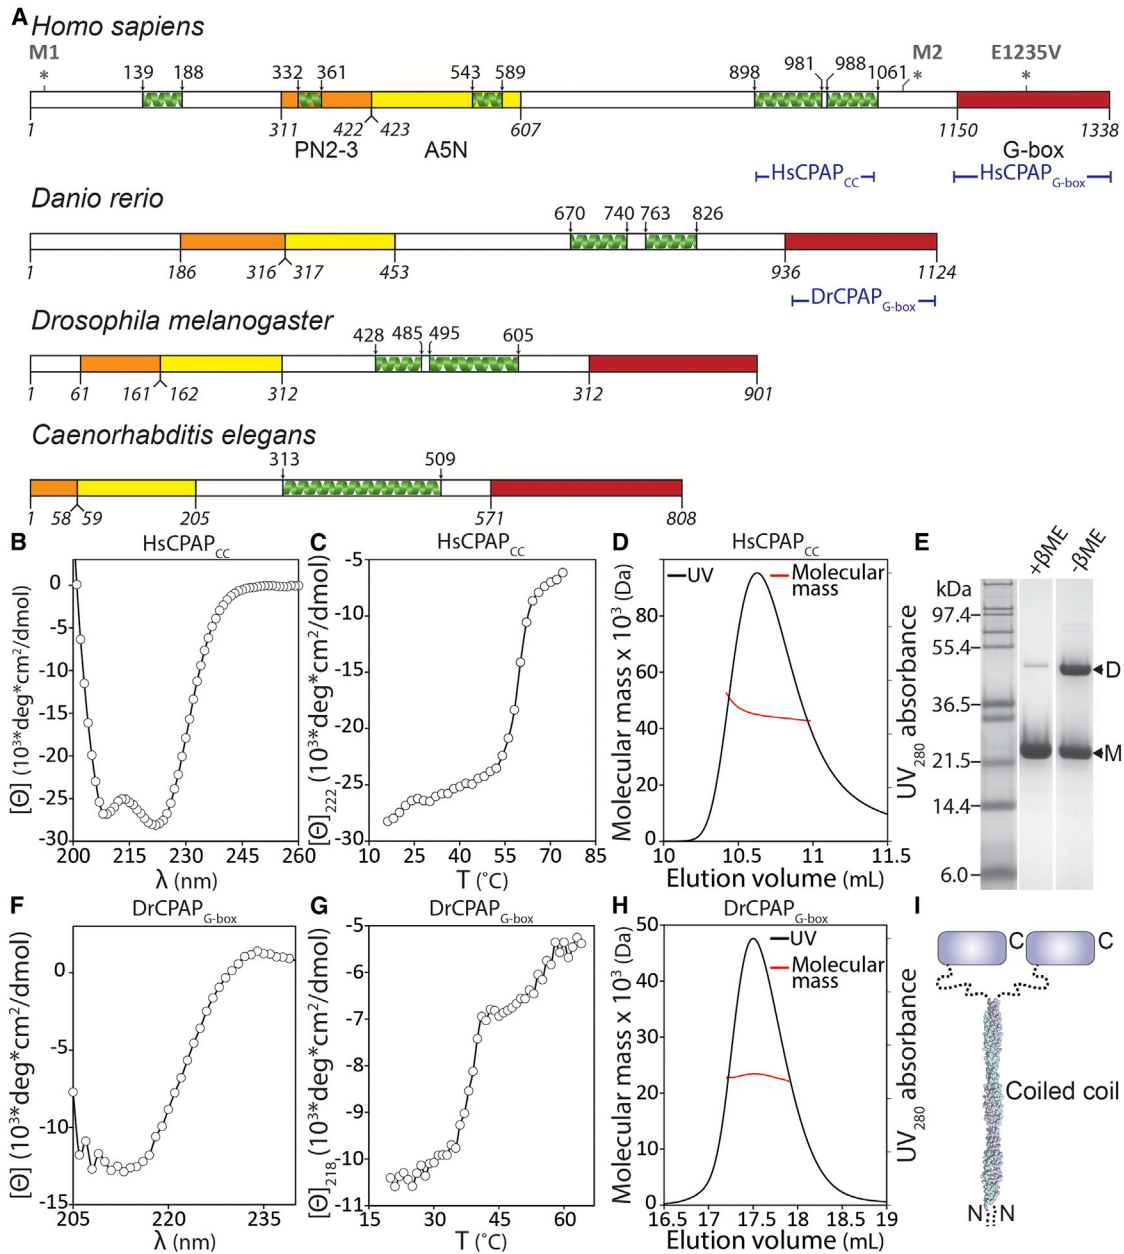 A
Homo sapiens
M1 M2 E1235V
* * *
139 188 332 361 543 589 898 981 988 1061
1 311 422 423 607 1150 1338
PN2-3 A5N G-box
HsCPAPCC HsCPAPG-box
Danio rerio
670 740 763 826
1 186 316 317 453 936 1124
DrCPAPG-box
Drosophila melanogaster
428 485 495 605
1 61 161 162 312 312 901
Caenorhabditis elegans
313 509
1 58 59 205 571 808
B
HsCPAPCC
[Θ] (10³*deg*cm²/dmol)
0
-5
-10
-15
-20
-25
-30
200 215 230 245 260
λ (nm)
C
HsCPAPCC
[Θ]222 (10³*deg*cm²/dmol)
-5
-10
-15
-20
-25
-30
10 25 40 55 70 85
T (°C)
D
HsCPAPCC
UV
Molecular
mass
Molecular mass x 10³ (Da)
80
60
40
20
0
10 10.5 11 11.5
Elution volume (mL)
UV280 absorbance
E
+βME -βME
kDa
97.4
55.4
36.5
21.5
14.4
6.0
D
M
F
DrCPAPG-box
[Θ] (10³*deg*cm²/dmol)
0
-5
-10
-15
205 220 235
λ (nm)
G
DrCPAPG-box
[Θ]218 (10³*deg*cm²/dmol)
-5
-6
-7
-8
-9
-10
-11
15 30 45 60
T (°C)
H
DrCPAPG-box
UV
Molecular
mass
Molecular mass x 10³ (Da)
50
40
30
20
10
0
16.5 17 17.5 18 18.5 19
Elution volume (mL)
UV280 absorbance
I
C C
Coiled coil
N N